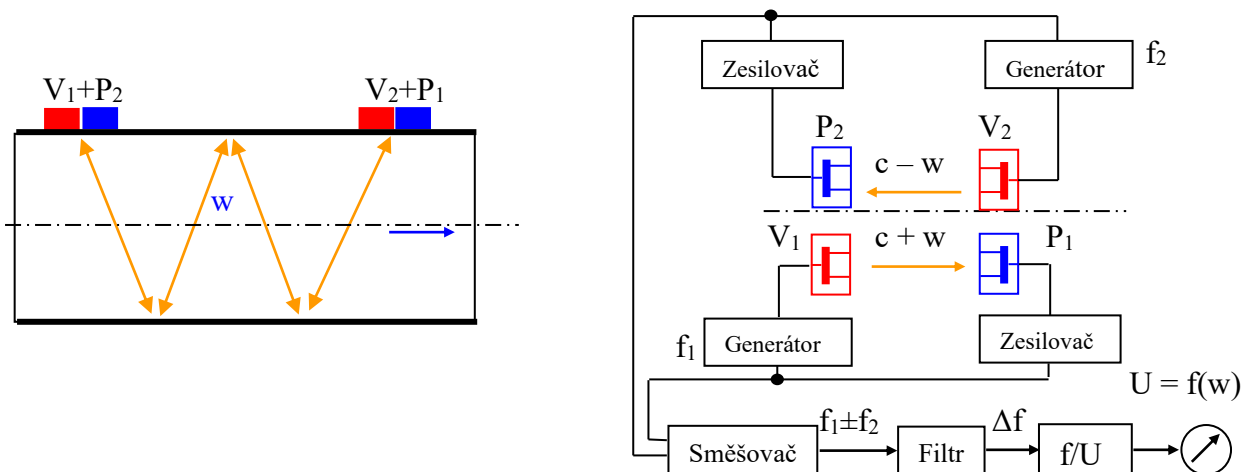 V₁+P₂
V₂+P₁
w
Zesilovač
Generátor
f₂
P₂
V₂
c – w
V₁
c + w
P₁
f₁
Generátor
Zesilovač
U = f(w)
Směšovač
f₁±f₂
Filtr
Δf
f/U